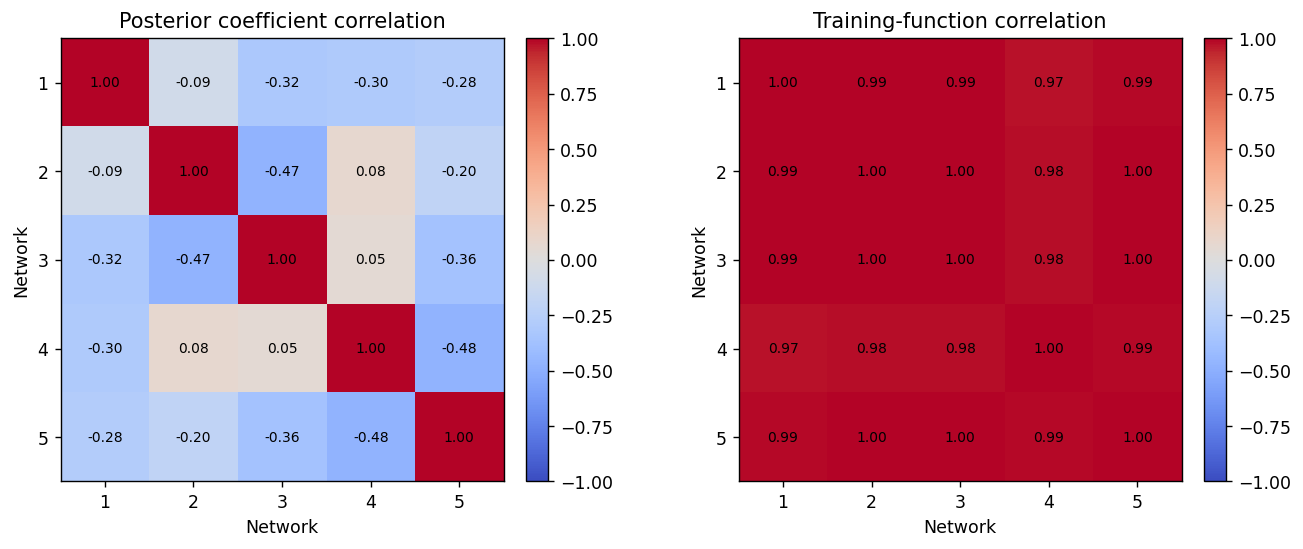 Posterior coefficient correlation
1 1.00 -0.09 -0.32 -0.30 -0.28
2 -0.09 1.00 -0.47 0.08 -0.20
3 -0.32 -0.47 1.00 0.05 -0.36
4 -0.30 0.08 0.05 1.00 -0.48
5 -0.28 -0.20 -0.36 -0.48 1.00
1 2 3 4 5
Network
Network
1.00
0.75
0.50
0.25
0.00
−0.25
−0.50
−0.75
−1.00
Training-function correlation
1 1.00 0.99 0.99 0.97 0.99
2 0.99 1.00 1.00 0.98 1.00
3 0.99 1.00 1.00 0.98 1.00
4 0.97 0.98 0.98 1.00 0.99
5 0.99 1.00 1.00 0.99 1.00
1 2 3 4 5
Network
Network
1.00
0.75
0.50
0.25
0.00
−0.25
−0.50
−0.75
−1.00